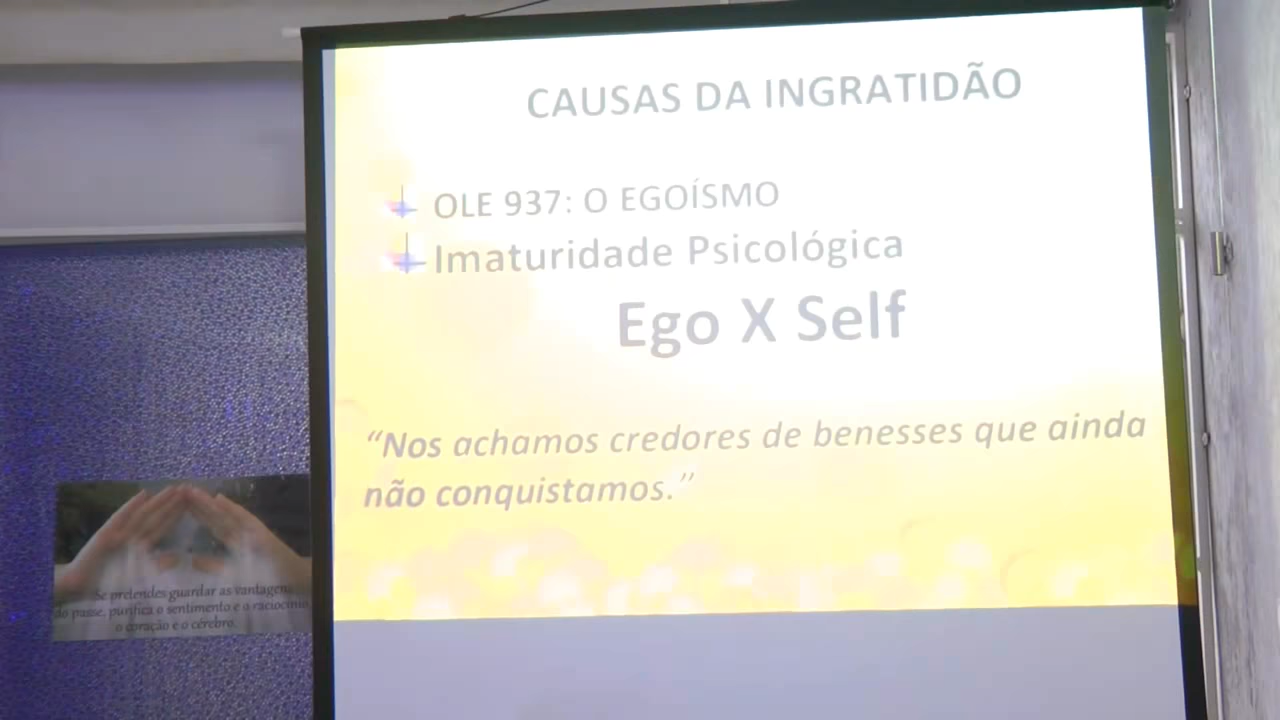 CAUSAS DA INGRATIDÃO
OLE 937: O EGOÍSMO
Imaturidade Psicológica
Ego X Self
“Nos achamos credores de benesses que ainda
não conquistamos.”
Se pretendes guardar as vantagens
do passe, purifica o sentimento e o raciocínio,
o coração e o cérebro.